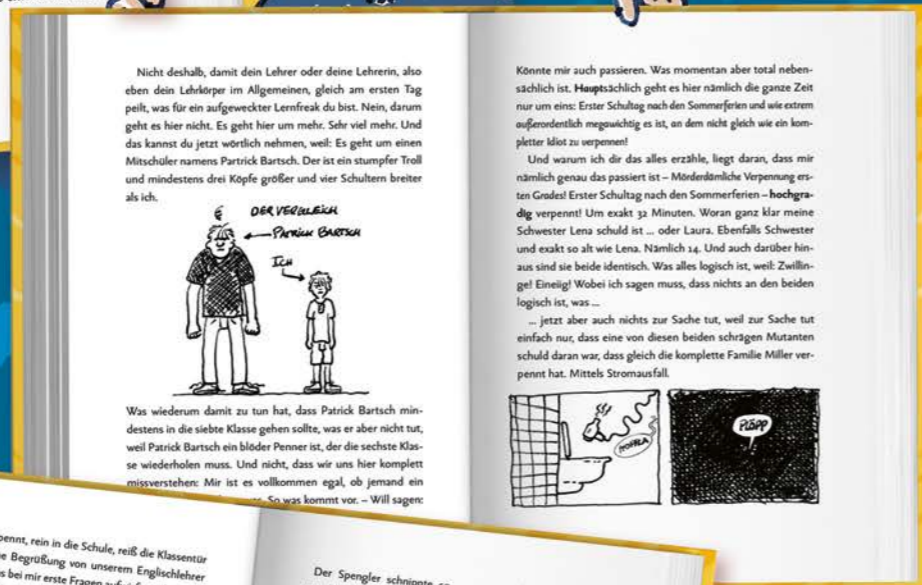 Nicht deshalb, damit dein Lehrer oder deine Lehrerin, also
eben dein Lehrkörper im Allgemeinen, gleich am ersten Tag
peilt, was für ein aufgeweckter Lernfreak du bist. Nein, darum
geht es hier nicht. Es geht hier um mehr. Sehr viel mehr. Und
das kannst du jetzt wörtlich nehmen, weil: Es geht um einen
Mitschüler namens Partrick Bartsch. Der ist ein stumpfer Troll
und mindestens drei Köpfe größer und vier Schultern breiter
als ich.
DER VERGLEICH
PATRICK BARTSCH
ICH
Was wiederum damit zu tun hat, dass Patrick Bartsch min-
destens in die siebte Klasse gehen sollte, was er aber nicht tut,
weil Patrick Bartsch ein blöder Penner ist, der die sechste Klas-
se wiederholen muss. Und nicht, dass wir uns hier komplett
missverstehen: Mir ist es vollkommen egal, ob jemand ein
So was kommt vor. – Will sagen:
Könnte mir auch passieren. Was momentan aber total neben-
sächlich ist. Hauptsächlich geht es hier nämlich die ganze Zeit
nur um eins: Erster Schultag nach den Sommerferien und wie extrem
außerordentlich megawichtig es ist, an dem nicht gleich wie ein kom-
pletter Idiot zu verpennen!
Und warum ich dir das alles erzähle, liegt daran, dass mir
nämlich genau das passiert ist – Mörderdämliche Verpennung ers-
ten Grades! Erster Schultag nach den Sommerferien – hochgra-
dig verpennt! Um exakt 32 Minuten. Woran ganz klar meine
Schwester Lena schuld ist ... oder Laura. Ebenfalls Schwester
und exakt so alt wie Lena. Nämlich 14. Und auch darüber hin-
aus sind sie beide identisch. Was alles logisch ist, weil: Zwillin-
ge! Eineiig! Wobei ich sagen muss, dass nichts an den beiden
logisch ist, was ...
... jetzt aber auch nichts zur Sache tut, weil zur Sache tut
einfach nur, dass eine von diesen beiden schrägen Mutanten
schuld daran war, dass gleich die komplette Familie Miller ver-
pennt hat. Mittels Stromausfall.
HOPPLA
PLÖPP
pennt, rein in die Schule, reiß die Klassentür
e Begrüßung von unserem Englischlehrer
s bei mir erste Fragen
Der Spengler schnippte